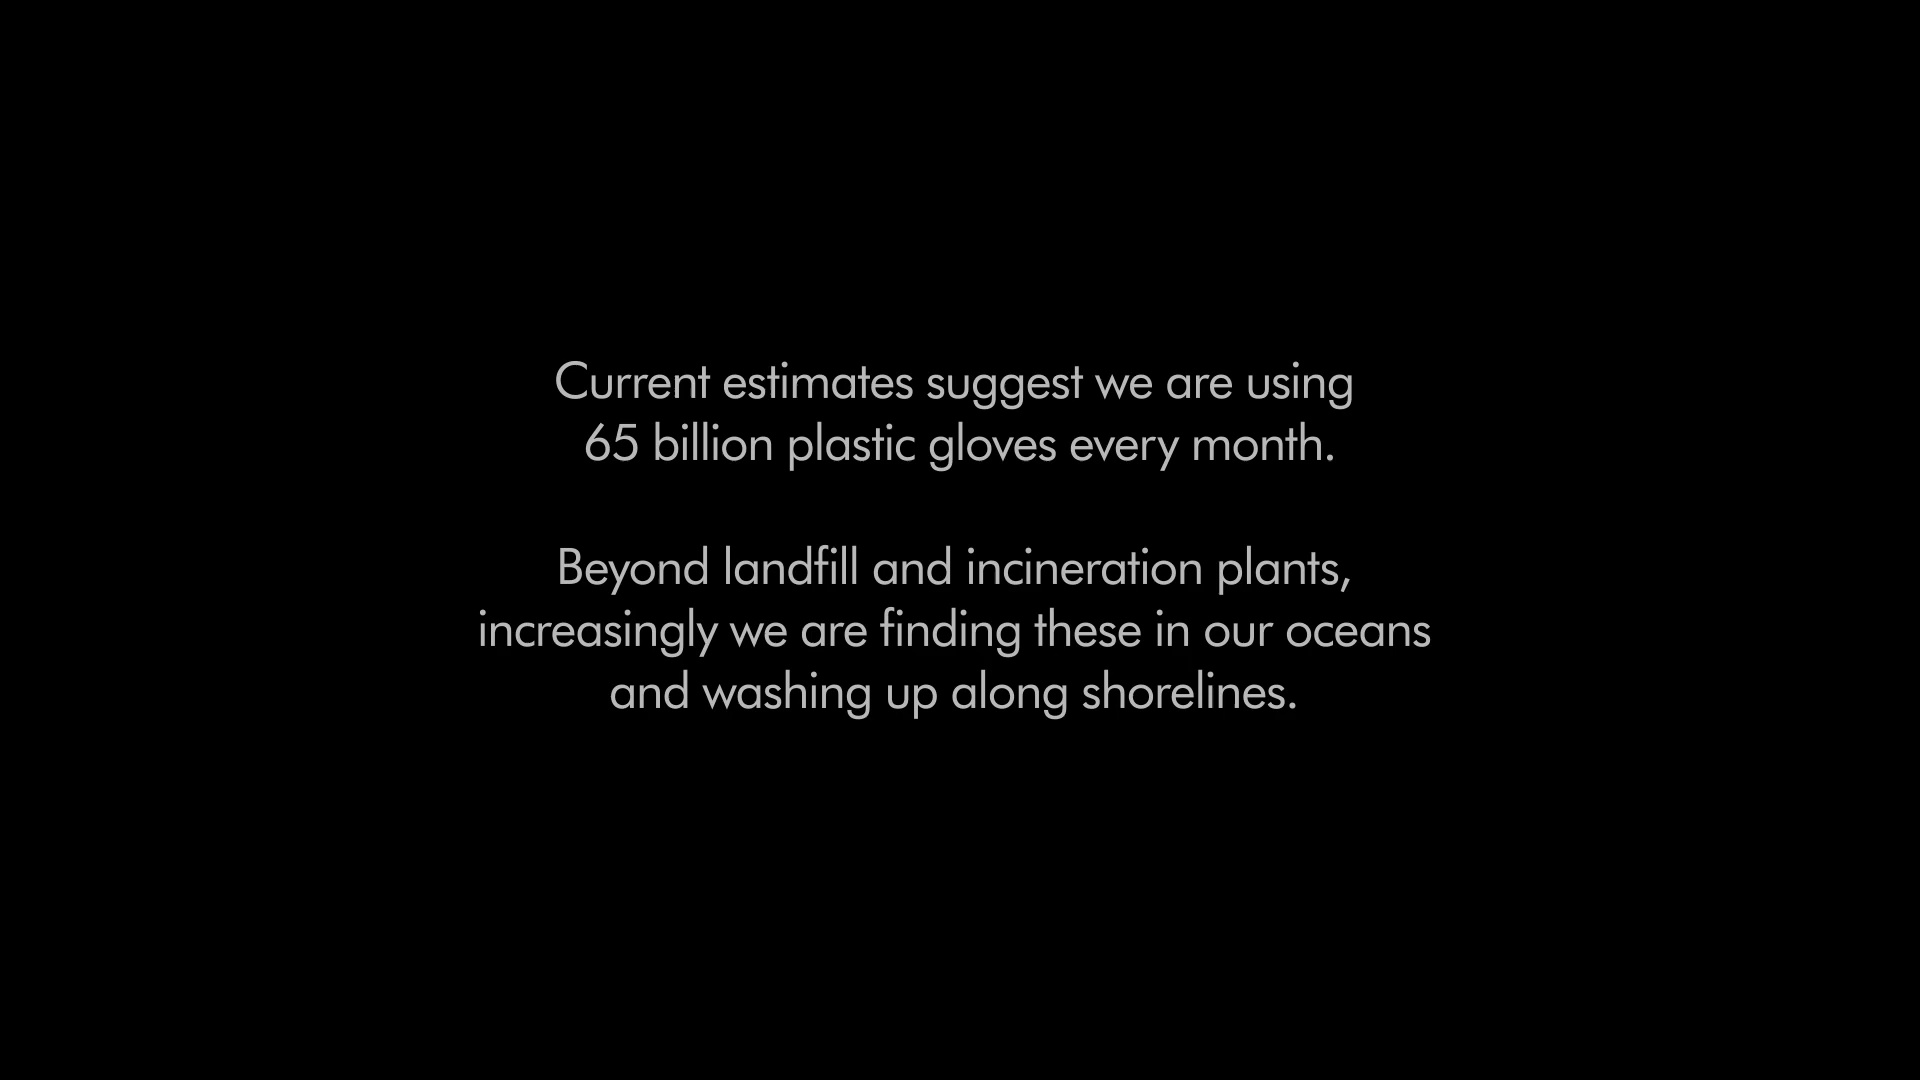 Current estimates suggest we are using
65 billion plastic gloves every month.
Beyond landfill and incineration plants,
increasingly we are finding these in our oceans
and washing up along shorelines.